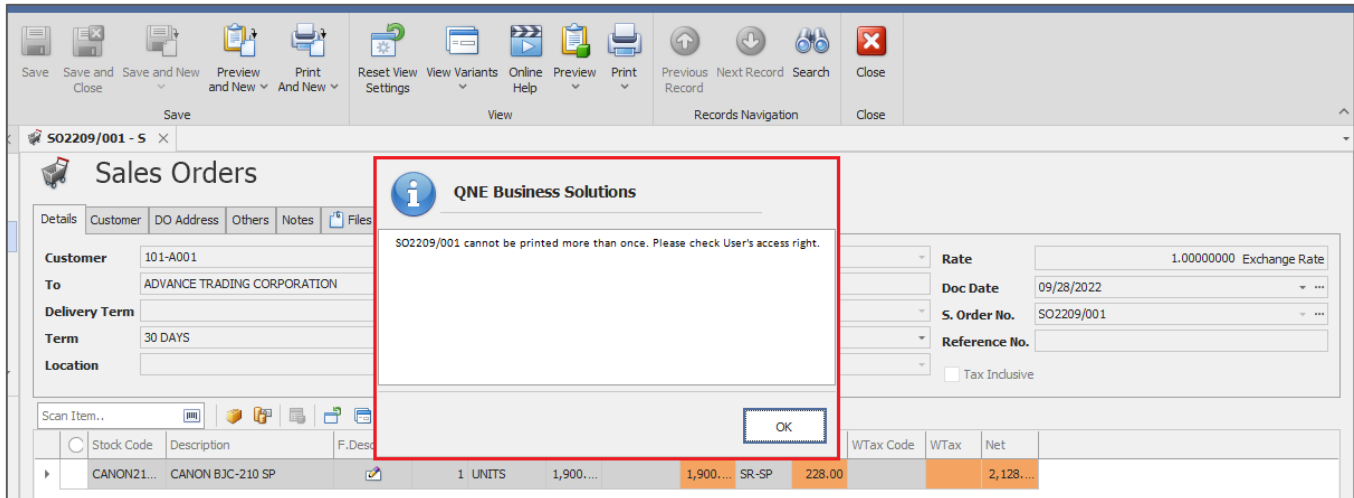 Save Save and Close Save and New Preview and New Print And New Reset View Settings View Variants Online Help Preview Print Previous Record Next Record Search Close
Save View Records Navigation Close
SO2209/001 - S
Sales Orders
Details Customer DO Address Others Notes Files
QNE Business Solutions
SO2209/001 cannot be printed more than once. Please check User's access right.
OK
Customer 101-A001 Rate 1.00000000 Exchange Rate
To ADVANCE TRADING CORPORATION Doc Date 09/28/2022
Delivery Term S. Order No. SO2209/001
Term 30 DAYS Reference No.
Location Tax Inclusive
Scan Item..
Stock Code Description F.Desc WTax Code WTax Net
CANON21... CANON BJC-210 SP 1 UNITS 1,900.... 1,900.... SR-SP 228.00 2,128....